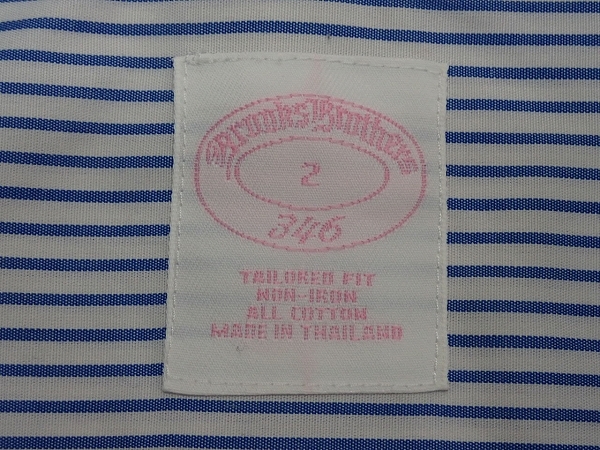 Brooks Brothers
2
346
TAILORED FIT
NON-IRON
ALL COTTON
MADE IN THAILAND